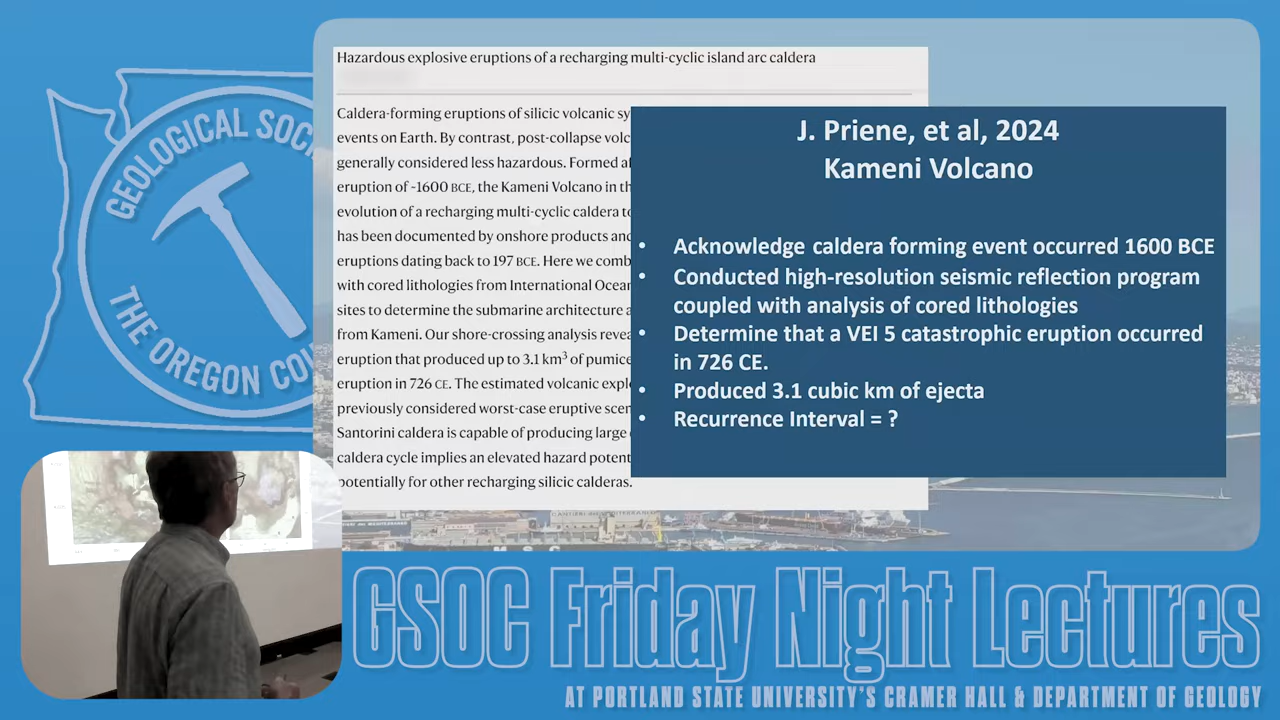 GEOLOGICAL SOCI
THE OREGON COU
Hazardous explosive eruptions of a recharging multi-cyclic island arc caldera
Caldera-forming eruptions of silicic volcanic sy
events on Earth. By contrast, post-collapse volc
generally considered less hazardous. Formed af
eruption of ~1600 BCE, the Kameni Volcano in th
evolution of a recharging multi-cyclic caldera to
has been documented by onshore products and
eruptions dating back to 197 BCE. Here we comb
with cored lithologies from International Ocean
sites to determine the submarine architecture a
from Kameni. Our shore-crossing analysis revea
eruption that produced up to 3.1 km³ of pumice
eruption in 726 CE. The estimated volcanic expl
previously considered worst-case eruptive scen
Santorini caldera is capable of producing large
caldera cycle implies an elevated hazard potent
potentially for other recharging silicic calderas.
J. Priene, et al, 2024
Kameni Volcano
• Acknowledge caldera forming event occurred 1600 BCE
• Conducted high-resolution seismic reflection program
coupled with analysis of cored lithologies
• Determine that a VEI 5 catastrophic eruption occurred
in 726 CE.
• Produced 3.1 cubic km of ejecta
• Recurrence Interval = ?
GSOC Friday Night Lectures
AT PORTLAND STATE UNIVERSITY'S CRAMER HALL & DEPARTMENT OF GEOLOGY